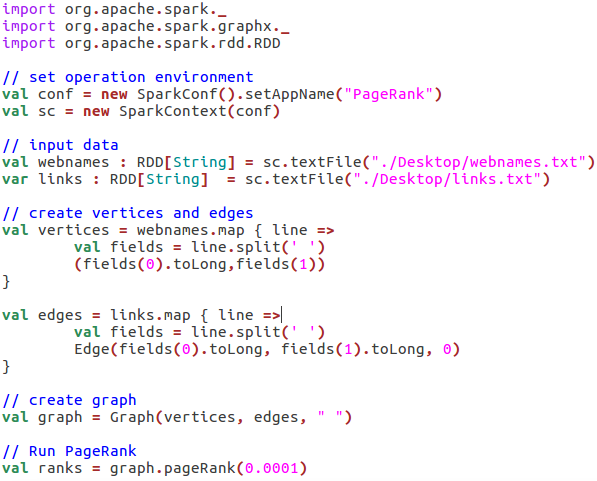 import org.apache.spark._
import org.apache.spark.graphx._
import org.apache.spark.rdd.RDD

// set operation environment
val conf = new SparkConf().setAppName("PageRank")
val sc = new SparkContext(conf)

// input data
val webnames : RDD[String] = sc.textFile("./Desktop/webnames.txt")
var links : RDD[String]  = sc.textFile("./Desktop/links.txt")

// create vertices and edges
val vertices = webnames.map { line =>
        val fields = line.split(' ')
        (fields(0).toLong,fields(1))
}

val edges = links.map { line =>
        val fields = line.split(' ')
        Edge(fields(0).toLong, fields(1).toLong, 0)
}

// create graph
val graph = Graph(vertices, edges, " ")

// Run PageRank
val ranks = graph.pageRank(0.0001)